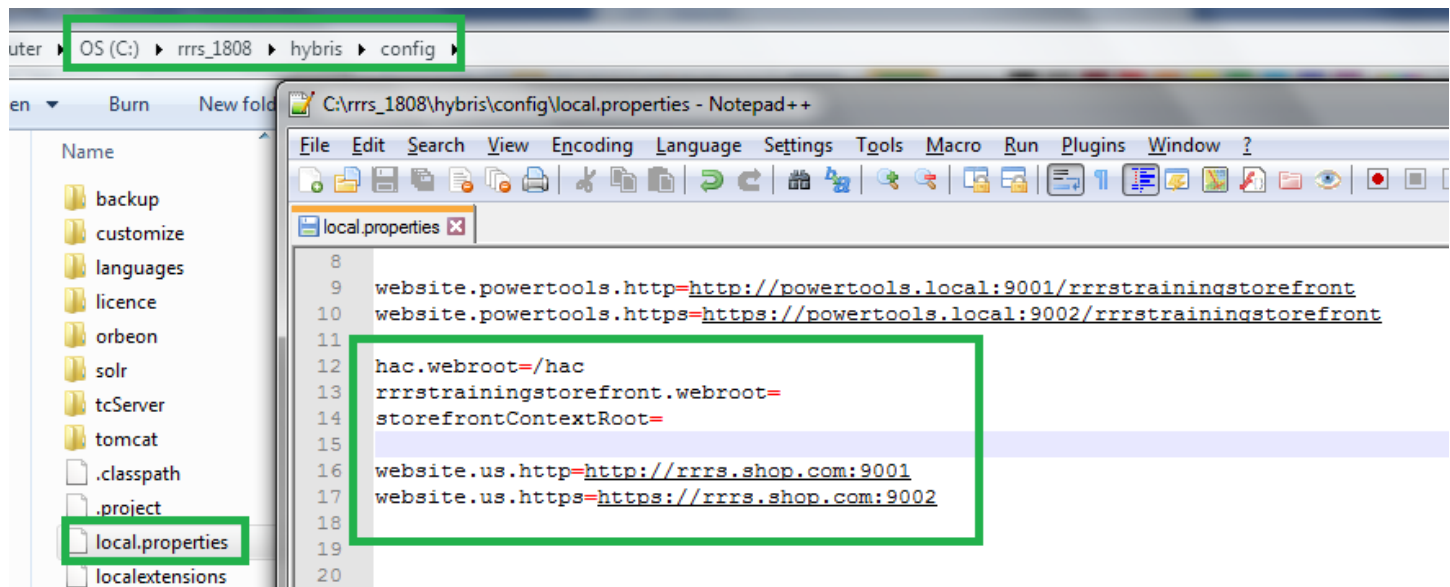 uter ▸ OS (C:) ▸ rrrs_1808 ▸ hybris ▸ config ▸
en Burn New fold
Name
backup
customize
languages
licence
orbeon
solr
tcServer
tomcat
.classpath
.project
local.properties
localextensions
C:\rrrs_1808\hybris\config\local.properties - Notepad++
File Edit Search View Encoding Language Settings Tools Macro Run Plugins Window ?
local.properties
8
9 website.powertools.http=http://powertools.local:9001/rrrstrainingstorefront
10 website.powertools.https=https://powertools.local:9002/rrrstrainingstorefront
11
12 hac.webroot=/hac
13 rrrstrainingstorefront.webroot=
14 storefrontContextRoot=
15
16 website.us.http=http://rrrs.shop.com:9001
17 website.us.https=https://rrrs.shop.com:9002
18
19
20